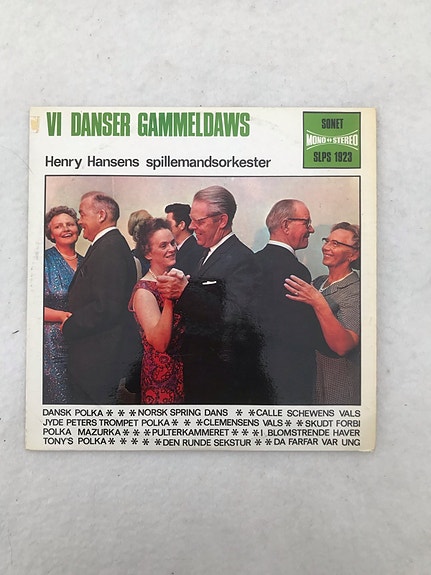 VI DANSER GAMMELDAWS
SONET
MONO STEREO
SLPS 1923
Henry Hansens spillemandsorkester
DANSK POLKA * * * NORSK SPRING DANS * * CALLE SCHEWENS VALS
JYDE PETERS TROMPET POLKA * * * CLEMENSENS VALS * * SKUDT FORBI
POLKA MAZURKA * * * PULTERKAMMERET * * * I BLOMSTRENDE HAVER
TONY'S POLKA * * * * * DEN RUNDE SEKSTUR * * DA FARFAR VAR UNG